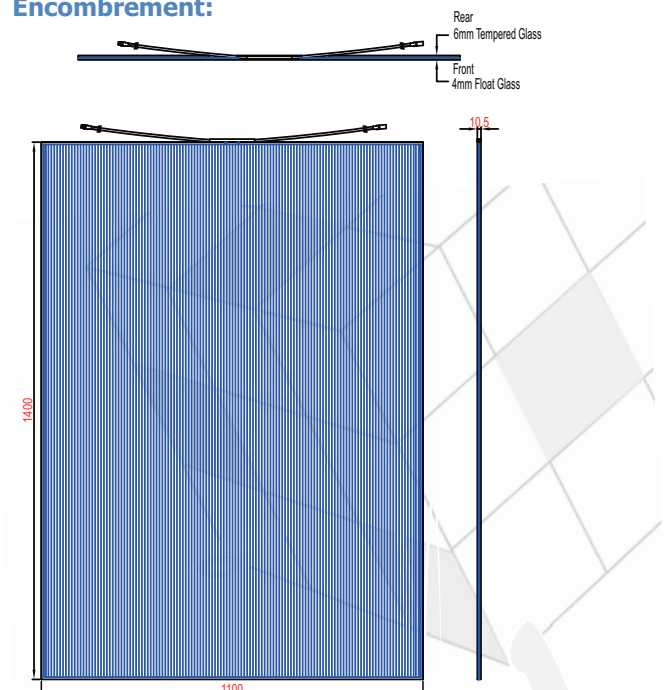 Encombrement:
Rear
6mm Tempered Glass
Front
4mm Float Glass
10.5
1400
1100